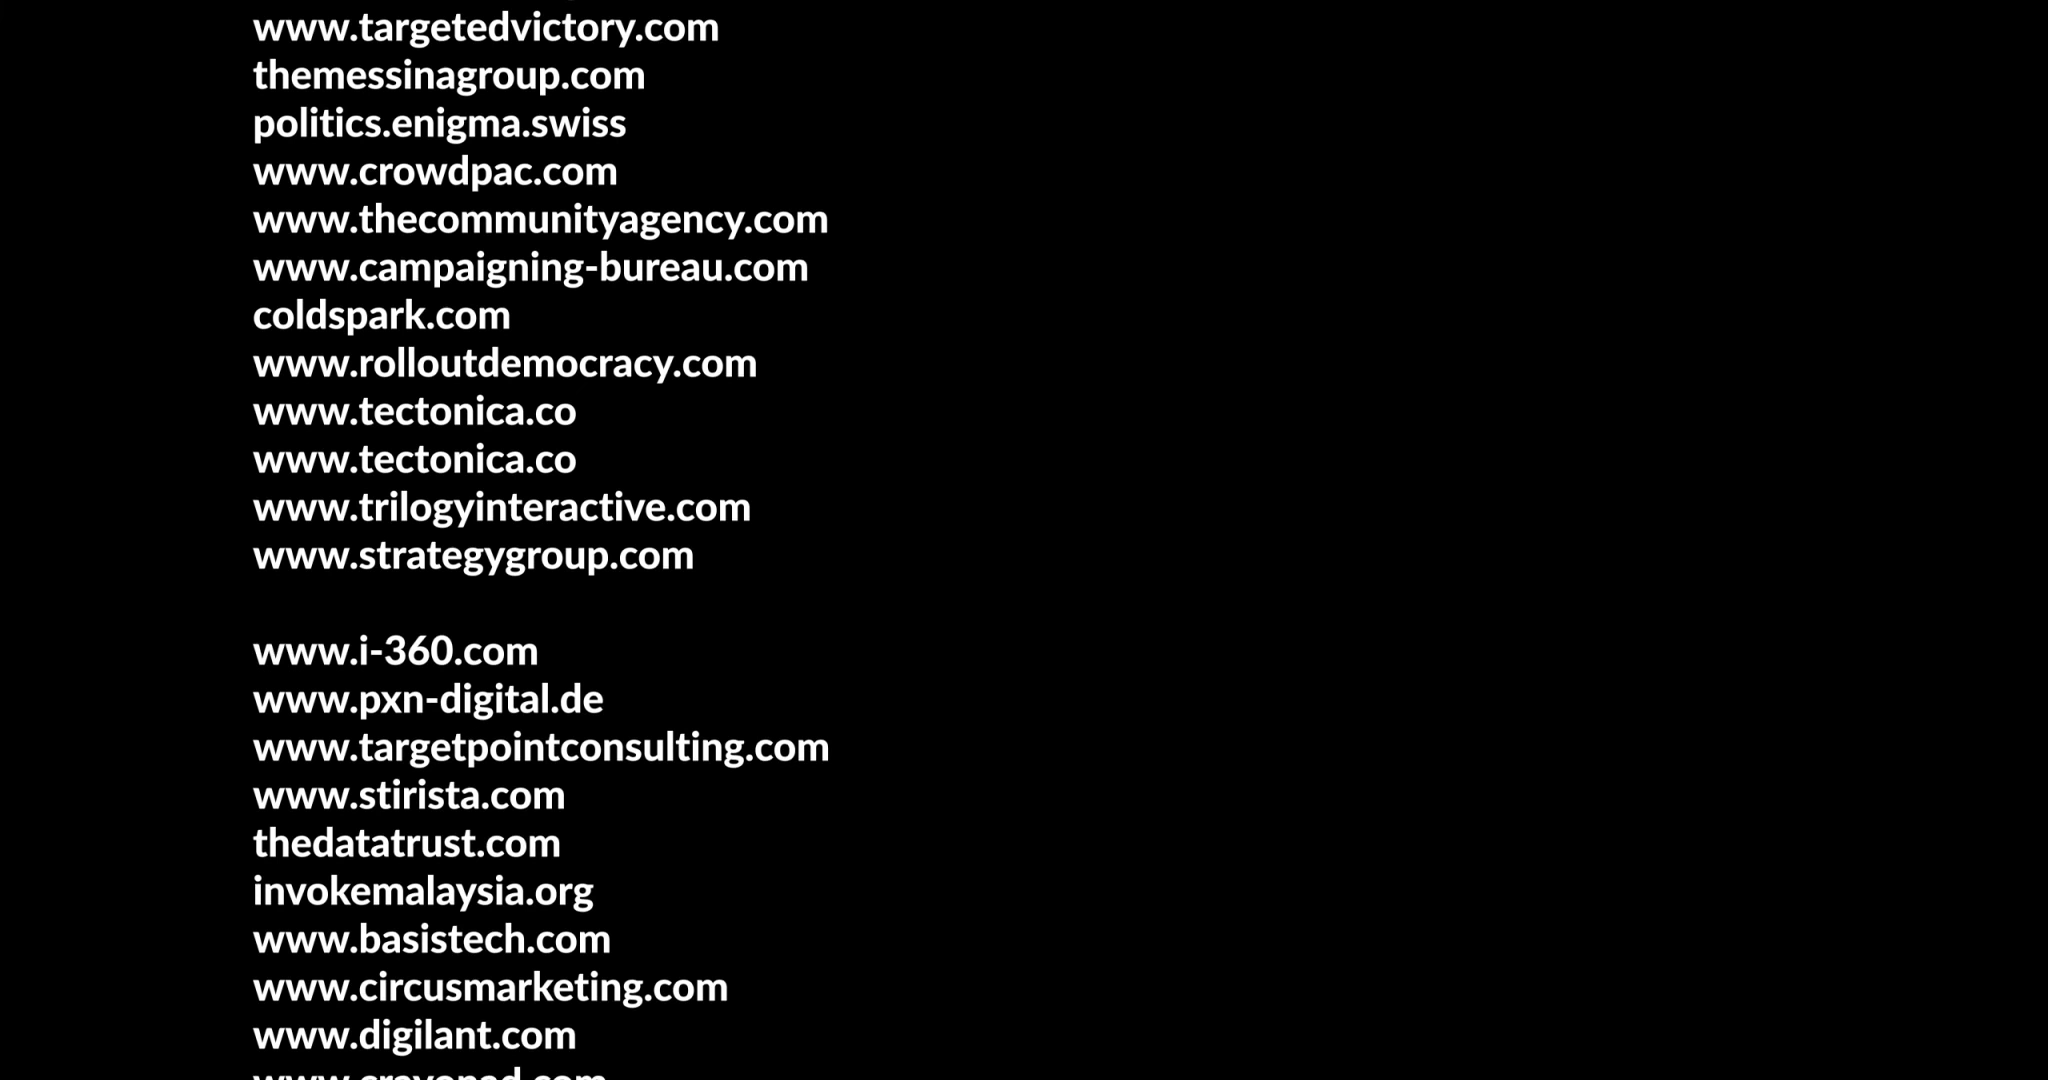 www.targetedvictory.com
themessinagroup.com
politics.enigma.swiss
www.crowdpac.com
www.thecommunityagency.com
www.campaigning-bureau.com
coldspark.com
www.rolloutdemocracy.com
www.tectonica.co
www.tectonica.co
www.trilogyinteractive.com
www.strategygroup.com
www.i-360.com
www.pxn-digital.de
www.targetpointconsulting.com
www.stirista.com
thedatatrust.com
invokemalaysia.org
www.basistech.com
www.circusmarketing.com
www.digilant.com